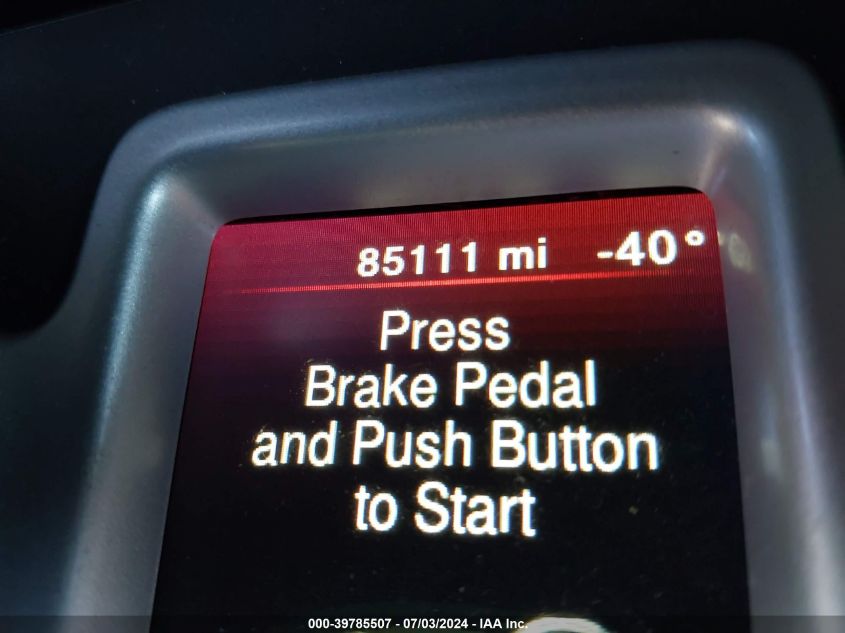 85111 mi -40°
Press
Brake Pedal
and Push Button
to Start
000-39785507 - 07/03/2024 - IAA Inc.